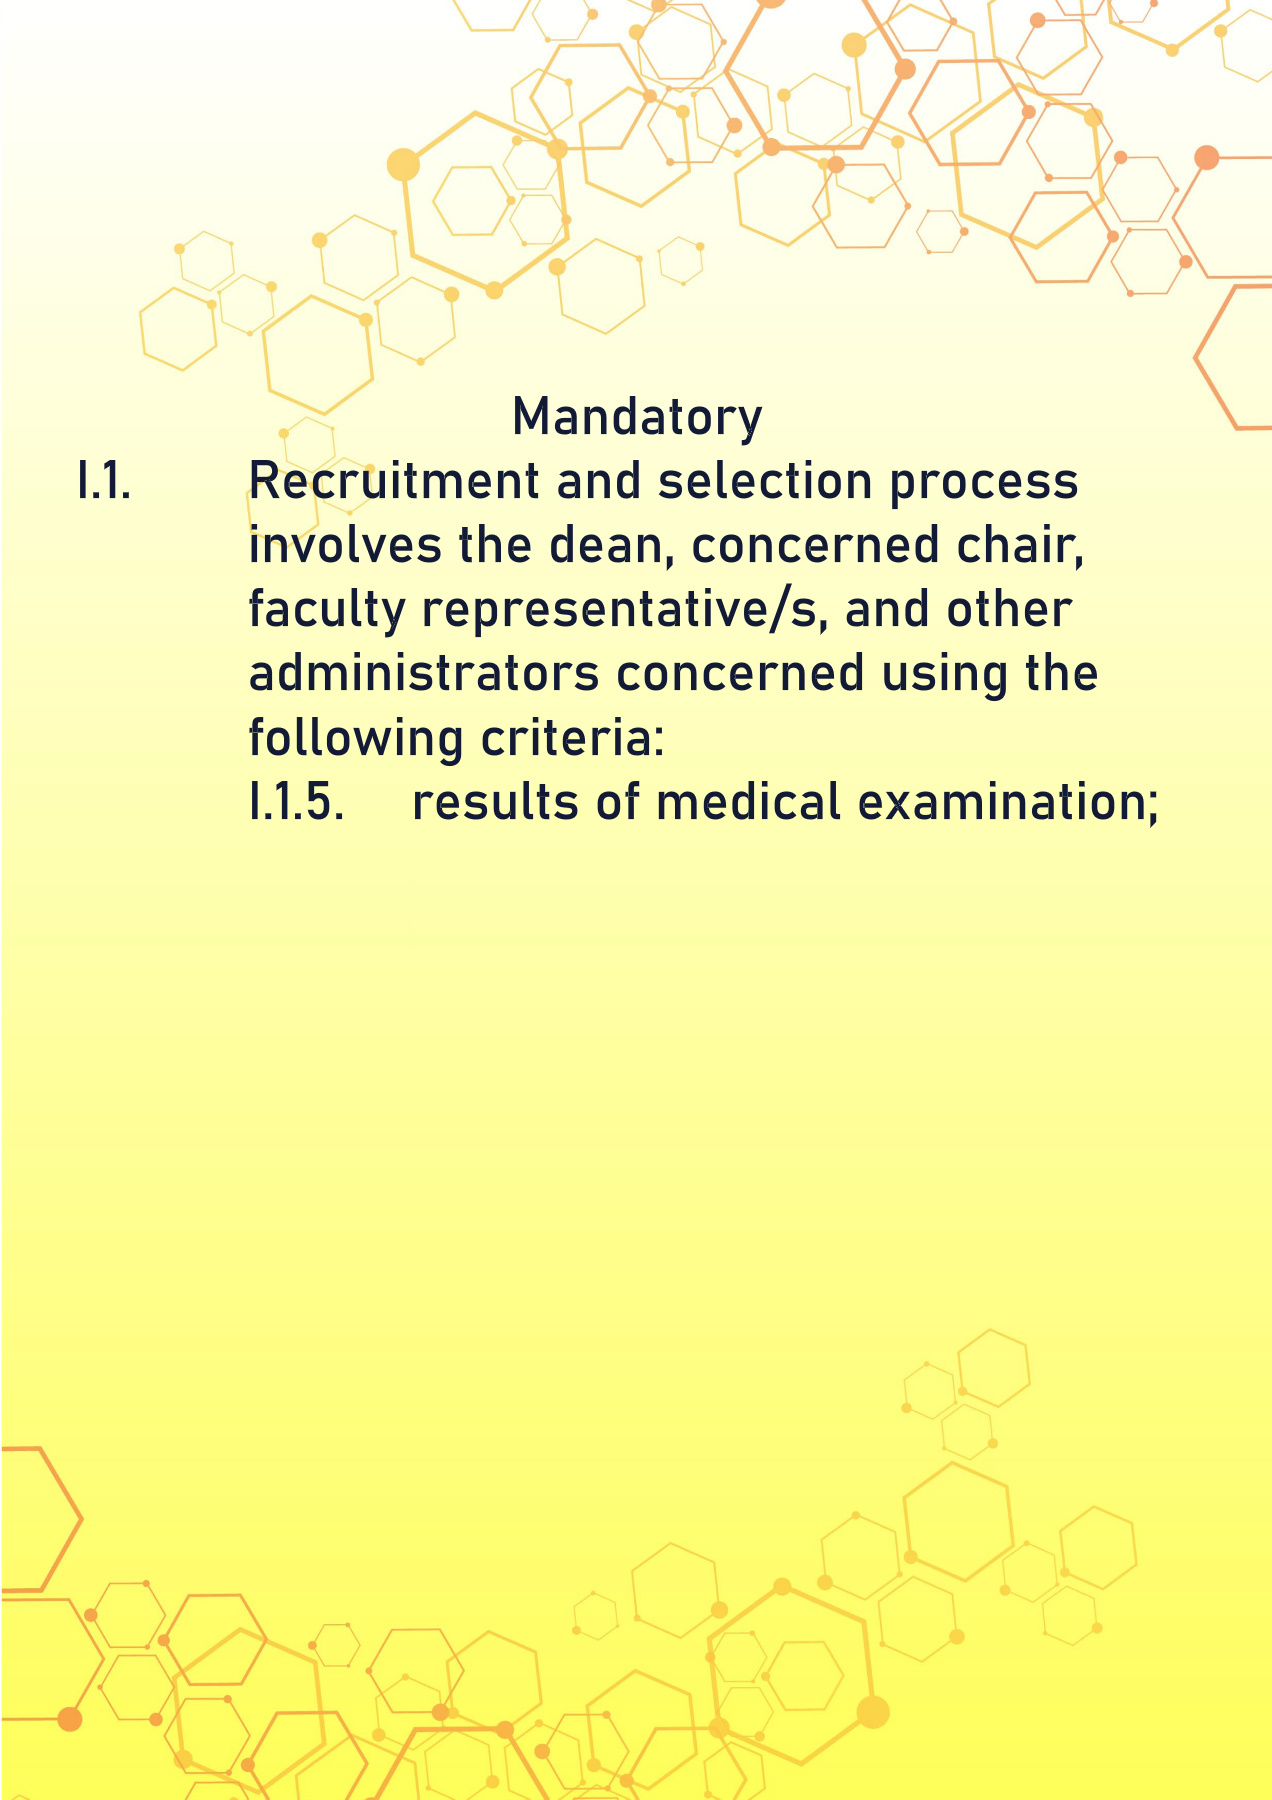 Mandatory
I.1. Recruitment and selection process
involves the dean, concerned chair,
faculty representative/s, and other
administrators concerned using the
following criteria:
I.1.5. results of medical examination;